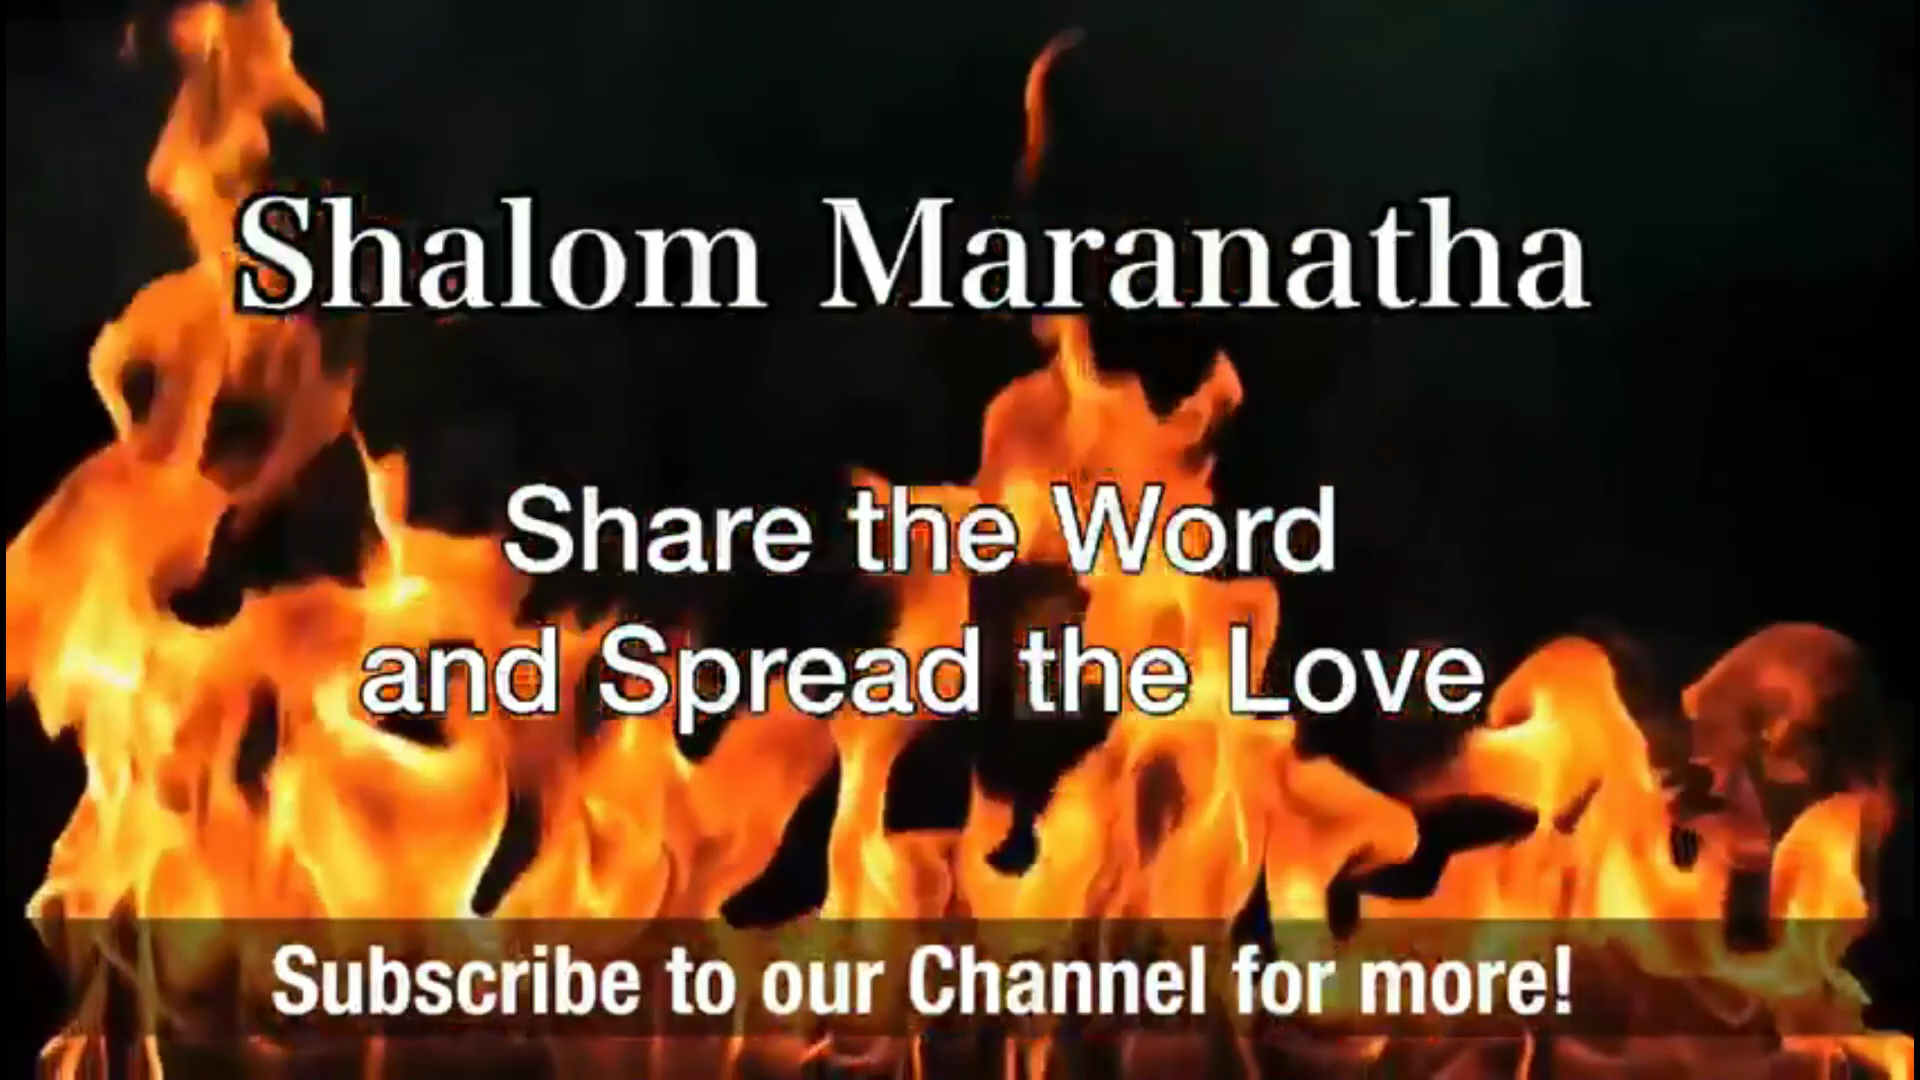 Shalom Maranatha
Share the Word
and Spread the Love
Subscribe to our Channel for more!